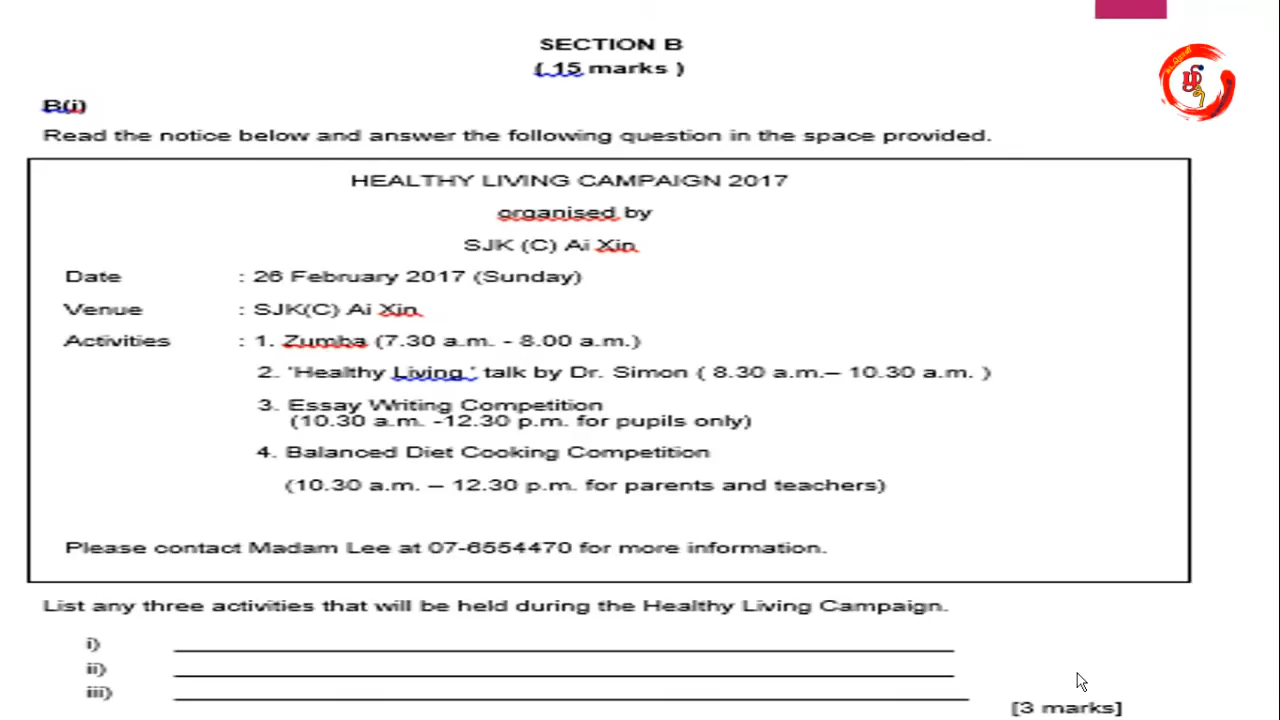 SECTION B
( 15 marks )
B(i)
Read the notice below and answer the following question in the space provided.
HEALTHY LIVING CAMPAIGN 2017
organised by
SJK (C) Ai Xin
Date : 26 February 2017 (Sunday)
Venue : SJK(C) Ai Xin
Activities : 1. Zumba (7.30 a.m. - 8.00 a.m.)
2. 'Healthy Living ' talk by Dr. Simon ( 8.30 a.m.– 10.30 a.m. )
3. Essay Writing Competition
(10.30 a.m. -12.30 p.m. for pupils only)
4. Balanced Diet Cooking Competition
(10.30 a.m. – 12.30 p.m. for parents and teachers)
Please contact Madam Lee at 07-6554470 for more information.
List any three activities that will be held during the Healthy Living Campaign.
i)
ii)
iii)
[3 marks]